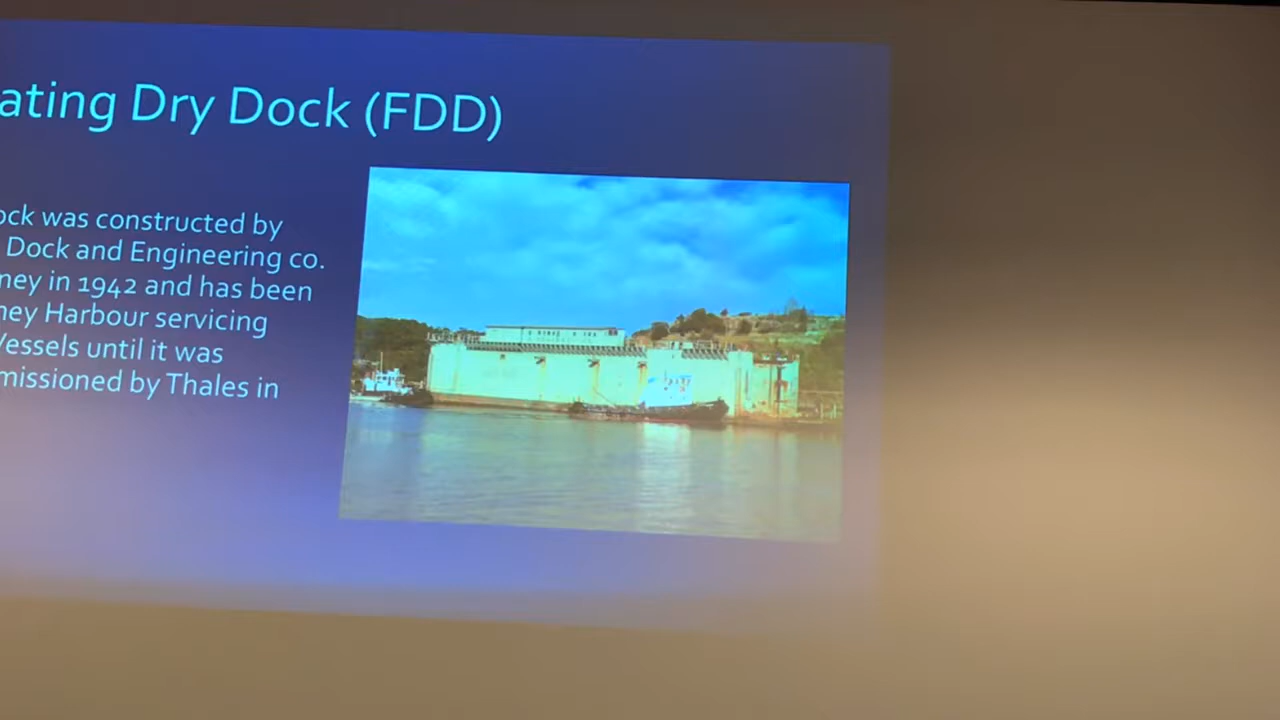 ating Dry Dock (FDD)
ock was constructed by
Dock and Engineering co.
ney in 1942 and has been
ney Harbour servicing
Vessels until it was
missioned by Thales in